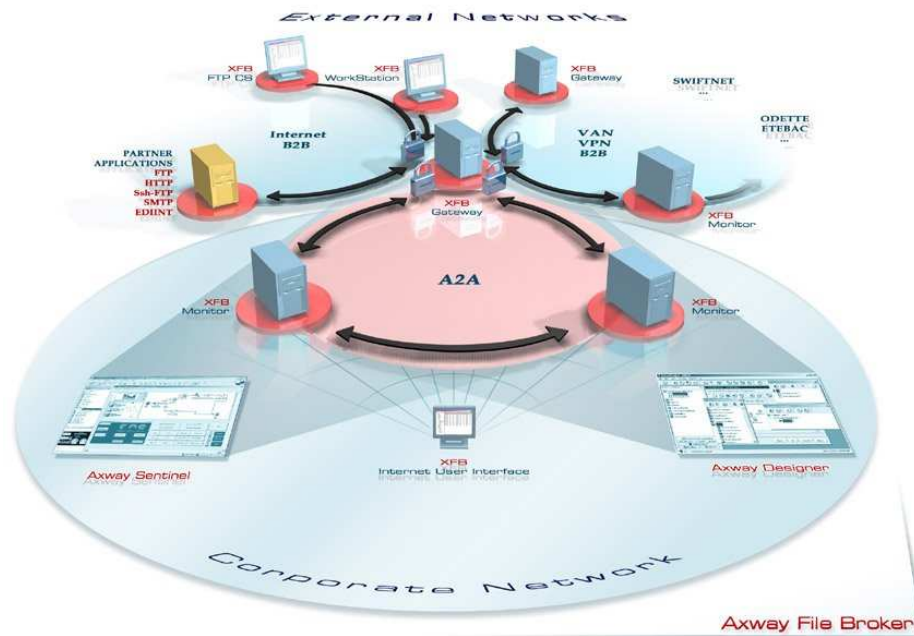 External Networks
XFB
FTP CS
XFB
WorkStation
XFB
Gateway
SWIFTNET
...
ODETTE
ETEBAC
...
Internet
B2B
VAN
VPN
B2B
PARTNER
APPLICATIONS
FTP
HTTP
Ssh-FTP
SMTP
EDIINT
XFB
Gateway
XFB
Monitor
A2A
XFB
Monitor
XFB
Monitor
XFB
Internet User Interface
Axway Sentinel
Axway Designer
Corporate Network
Axway File Broker